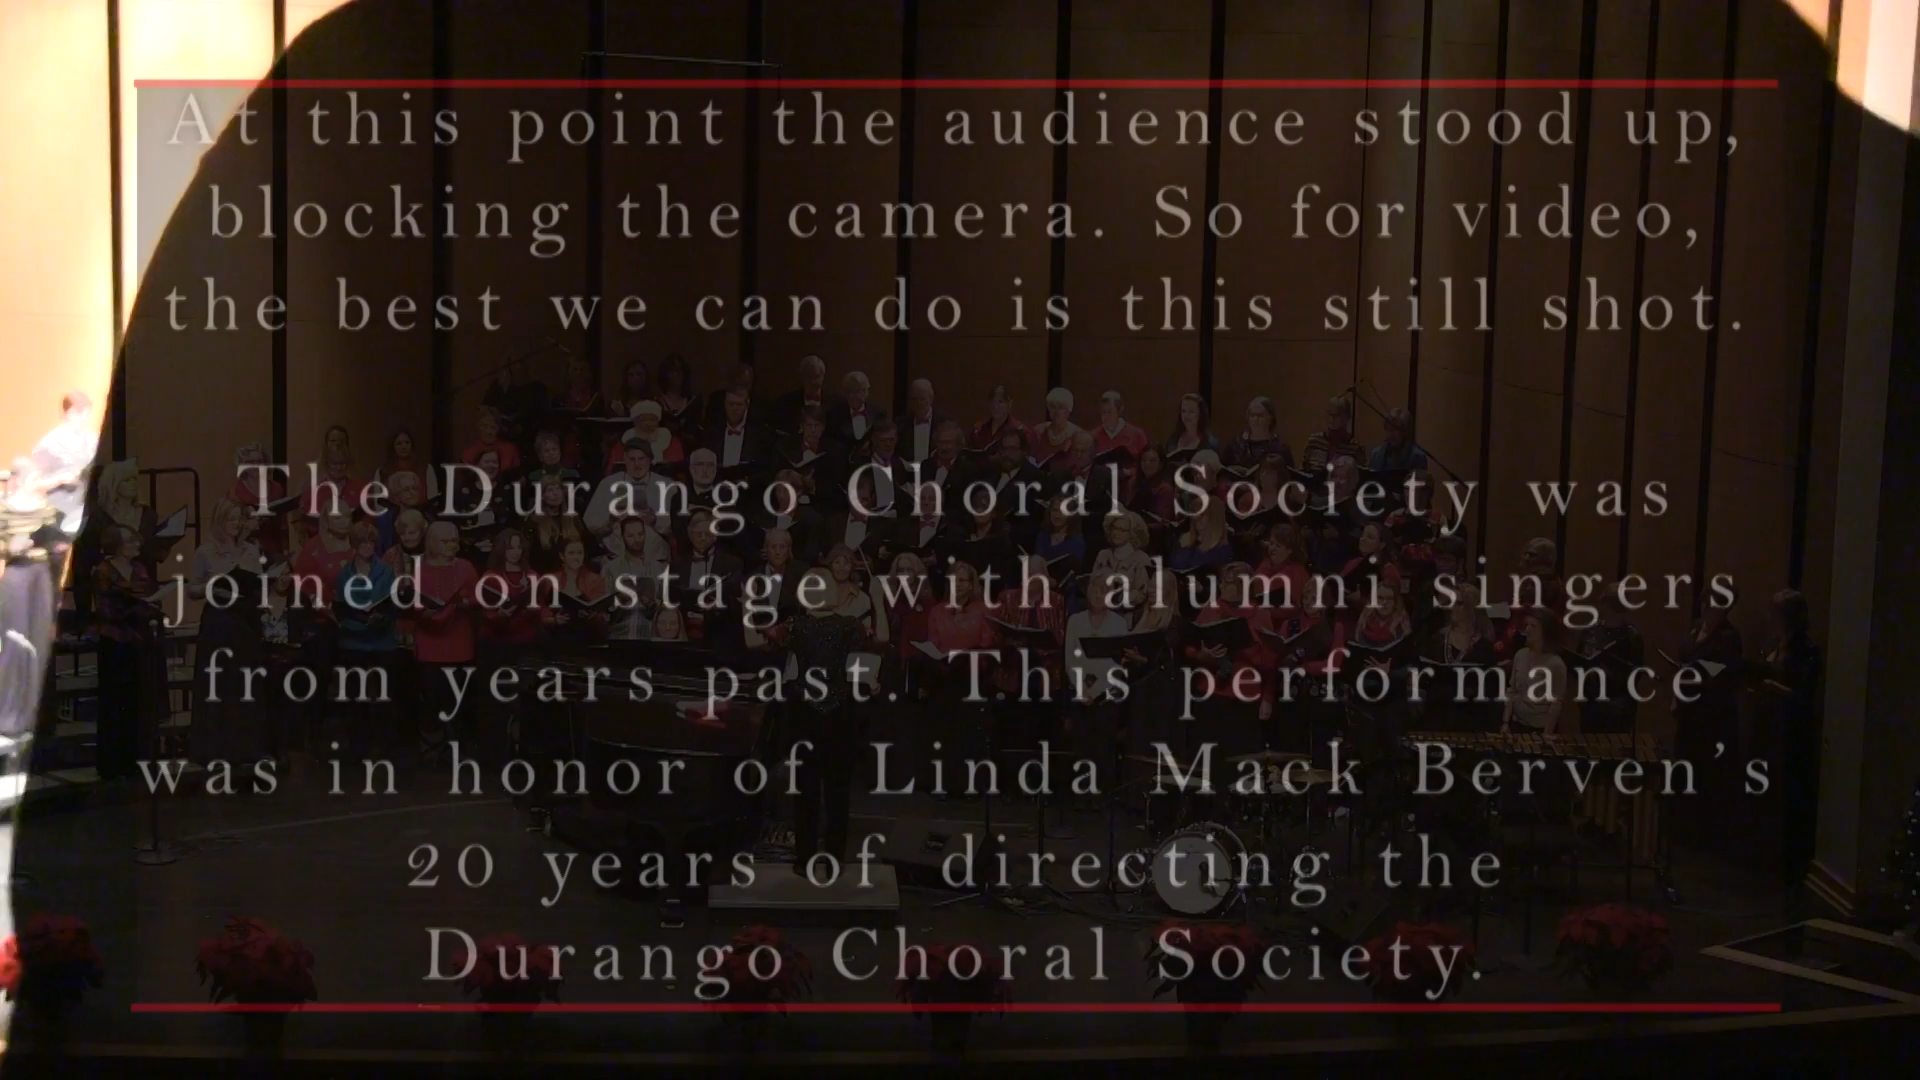 At this point the audience stood up,
blocking the camera. So for video,
the best we can do is this still shot.
The Durango Choral Society was
joined on stage with alumni singers
from years past. This performance
was in honor of Linda Mack Berven's
20 years of directing the
Durango Choral Society.